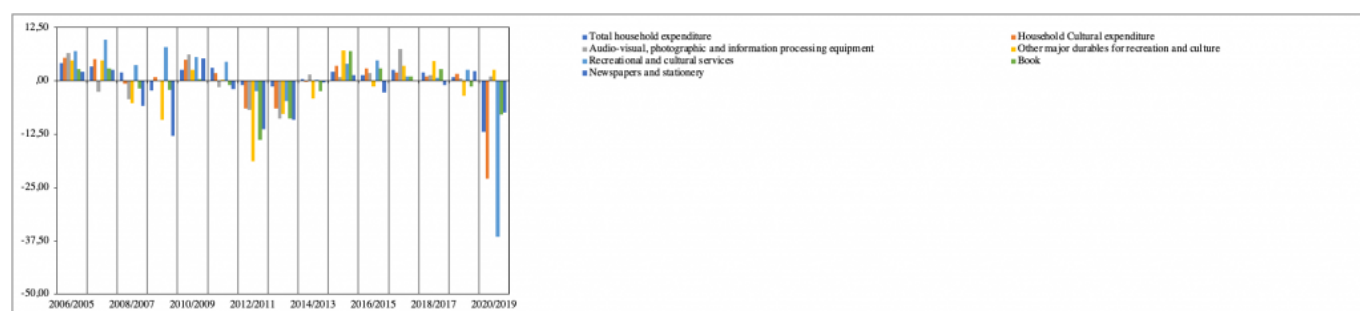 12,50
,00
-12,50
-25,00
-37,50
-50,00
2006/2005 2008/2007 2010/2009 2012/2011 2014/2013 2016/2015 2018/2017 2020/2019
Total household expenditure
Household Cultural expenditure
Audio-visual, photographic and information processing equipment
Other major durables for recreation and culture
Recreational and cultural services
Book
Newspapers and stationery